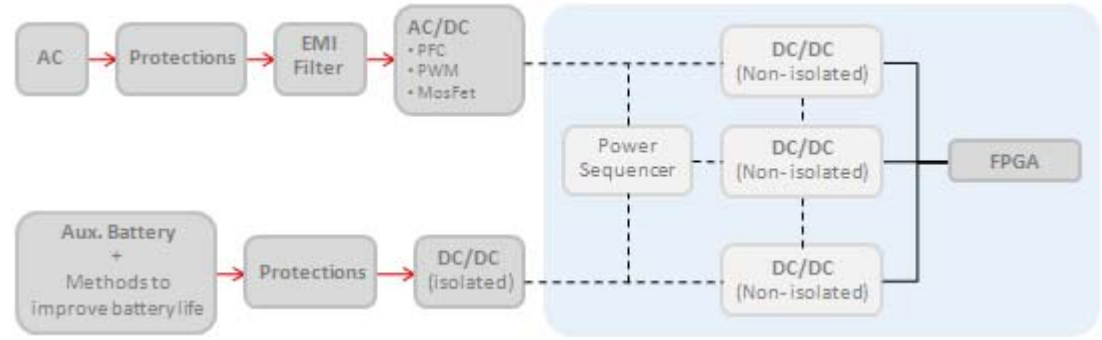 AC
Protections
EMI
Filter
AC/DC
• PFC
• PWM
• MosFet
DC/DC
(Non-isolated)
Power
Sequencer
DC/DC
(Non-isolated)
FPGA
Aux. Battery
+
Methods to
improve battery life
Protections
DC/DC
(isolated)
DC/DC
(Non-isolated)